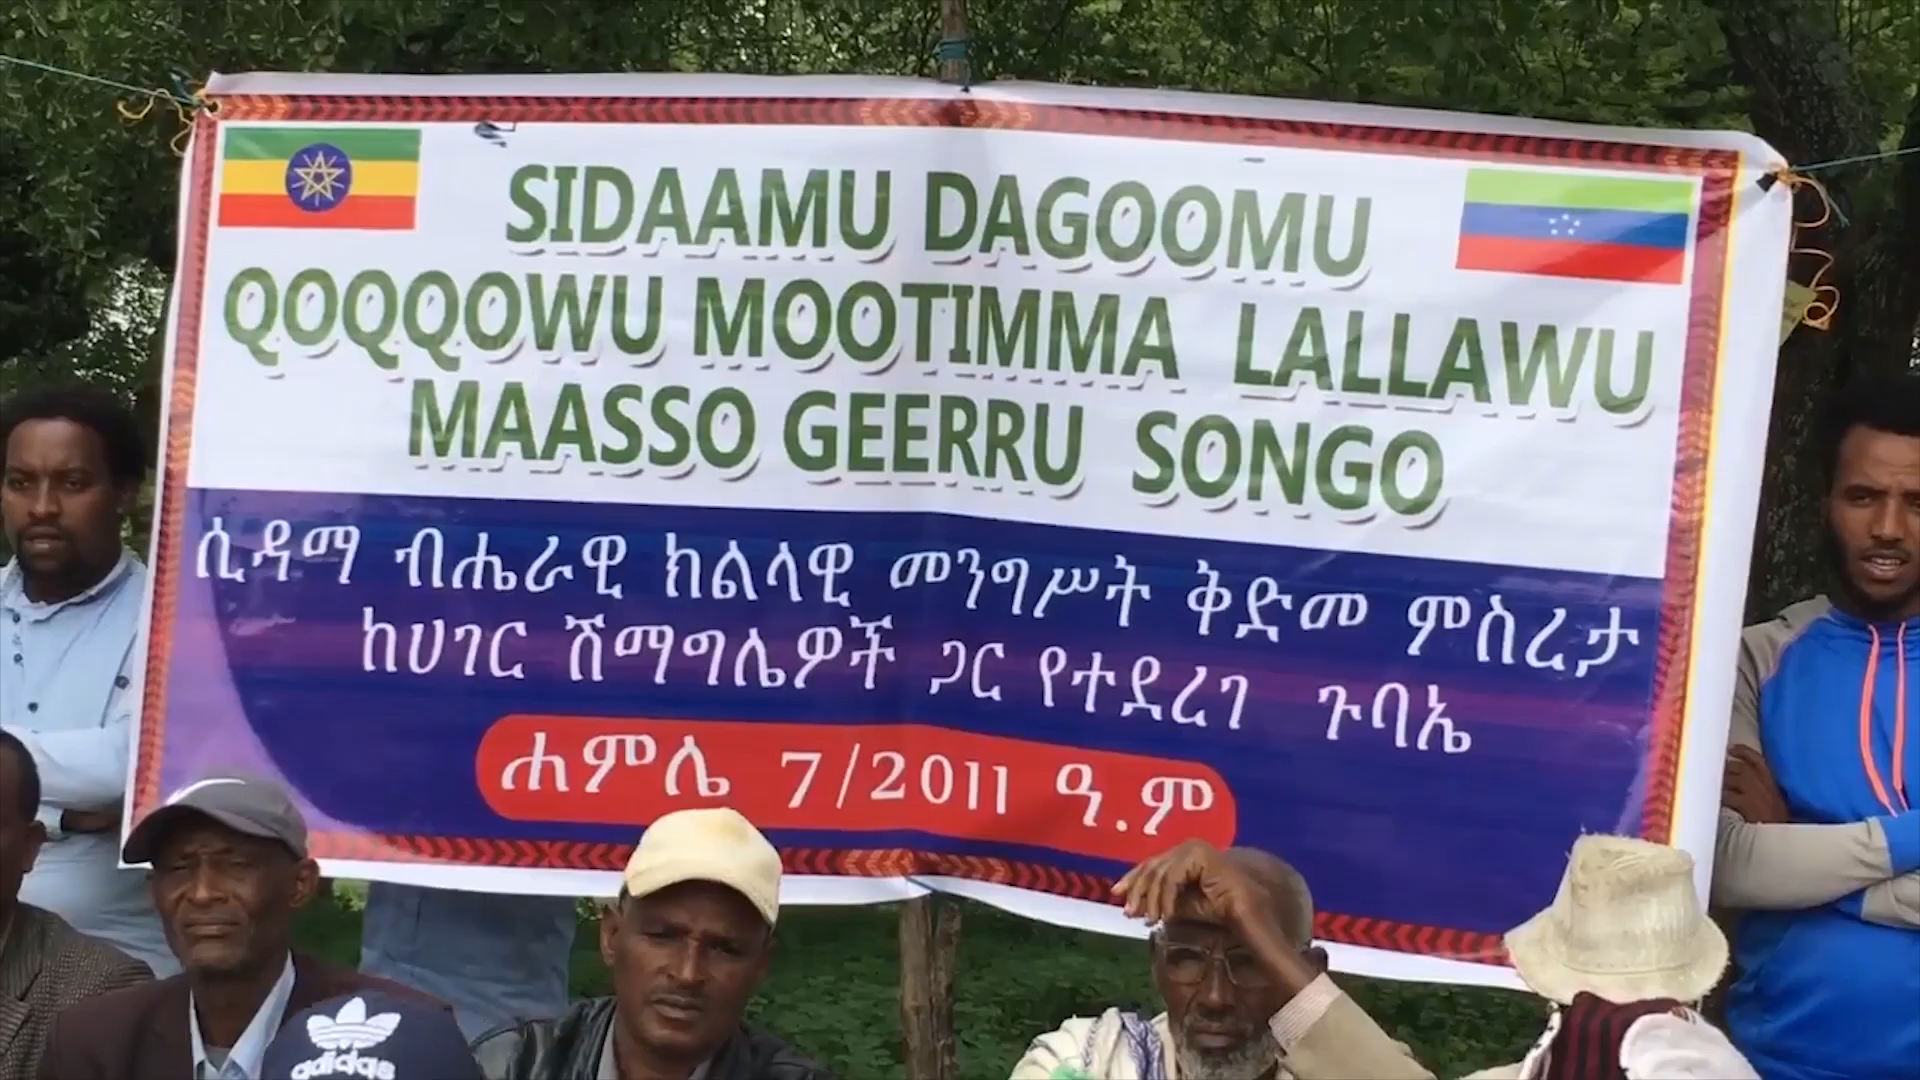 SIDAAMU DAGOOMU
QOQQOWU MOOTIMMA LALLAWU
MAASSO GEERRU SONGO
ሲዳማ ብሔራዊ ክልላዊ መንግሥት ቅድመ ምስረታ
ከሀገር ሽማግሌዎች ጋር የተደረገ ጉባኤ
ሐምሌ 7/2011 ዓ.ም
adidas